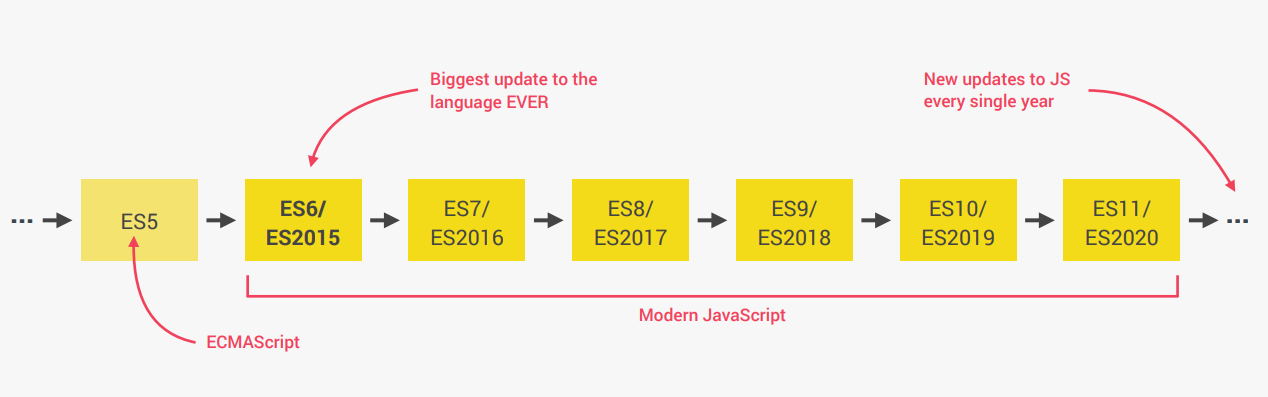 Biggest update to the
language EVER
New updates to JS
every single year
... ES5
ES6/
ES2015
ES7/
ES2016
ES8/
ES2017
ES9/
ES2018
ES10/
ES2019
ES11/
ES2020
...
Modern JavaScript
ECMAScript